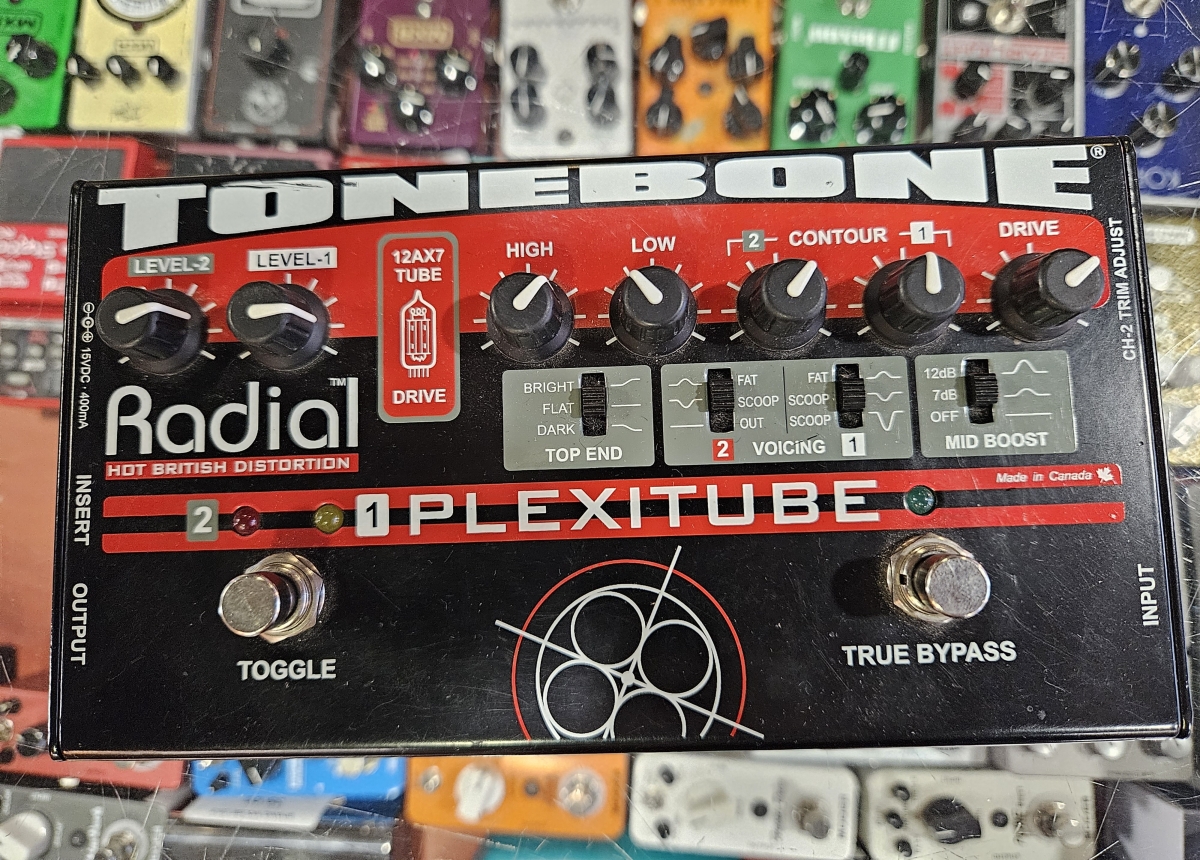 TONEBONE®
LEVEL-2
LEVEL-1
12AX7
TUBE
DRIVE
HIGH
LOW
2 CONTOUR 1
DRIVE
CH-2 TRIM ADJUST
15VDC · 400mA
Radial™
HOT BRITISH DISTORTION
BRIGHT
FLAT
DARK
TOP END
FAT
SCOOP
OUT
FAT
SCOOP
SCOOP
2 VOICING 1
12dB
7dB
OFF
MID BOOST
Made in Canada
2 1 PLEXITUBE
INSERT
OUTPUT
INPUT
TOGGLE
TRUE BYPASS